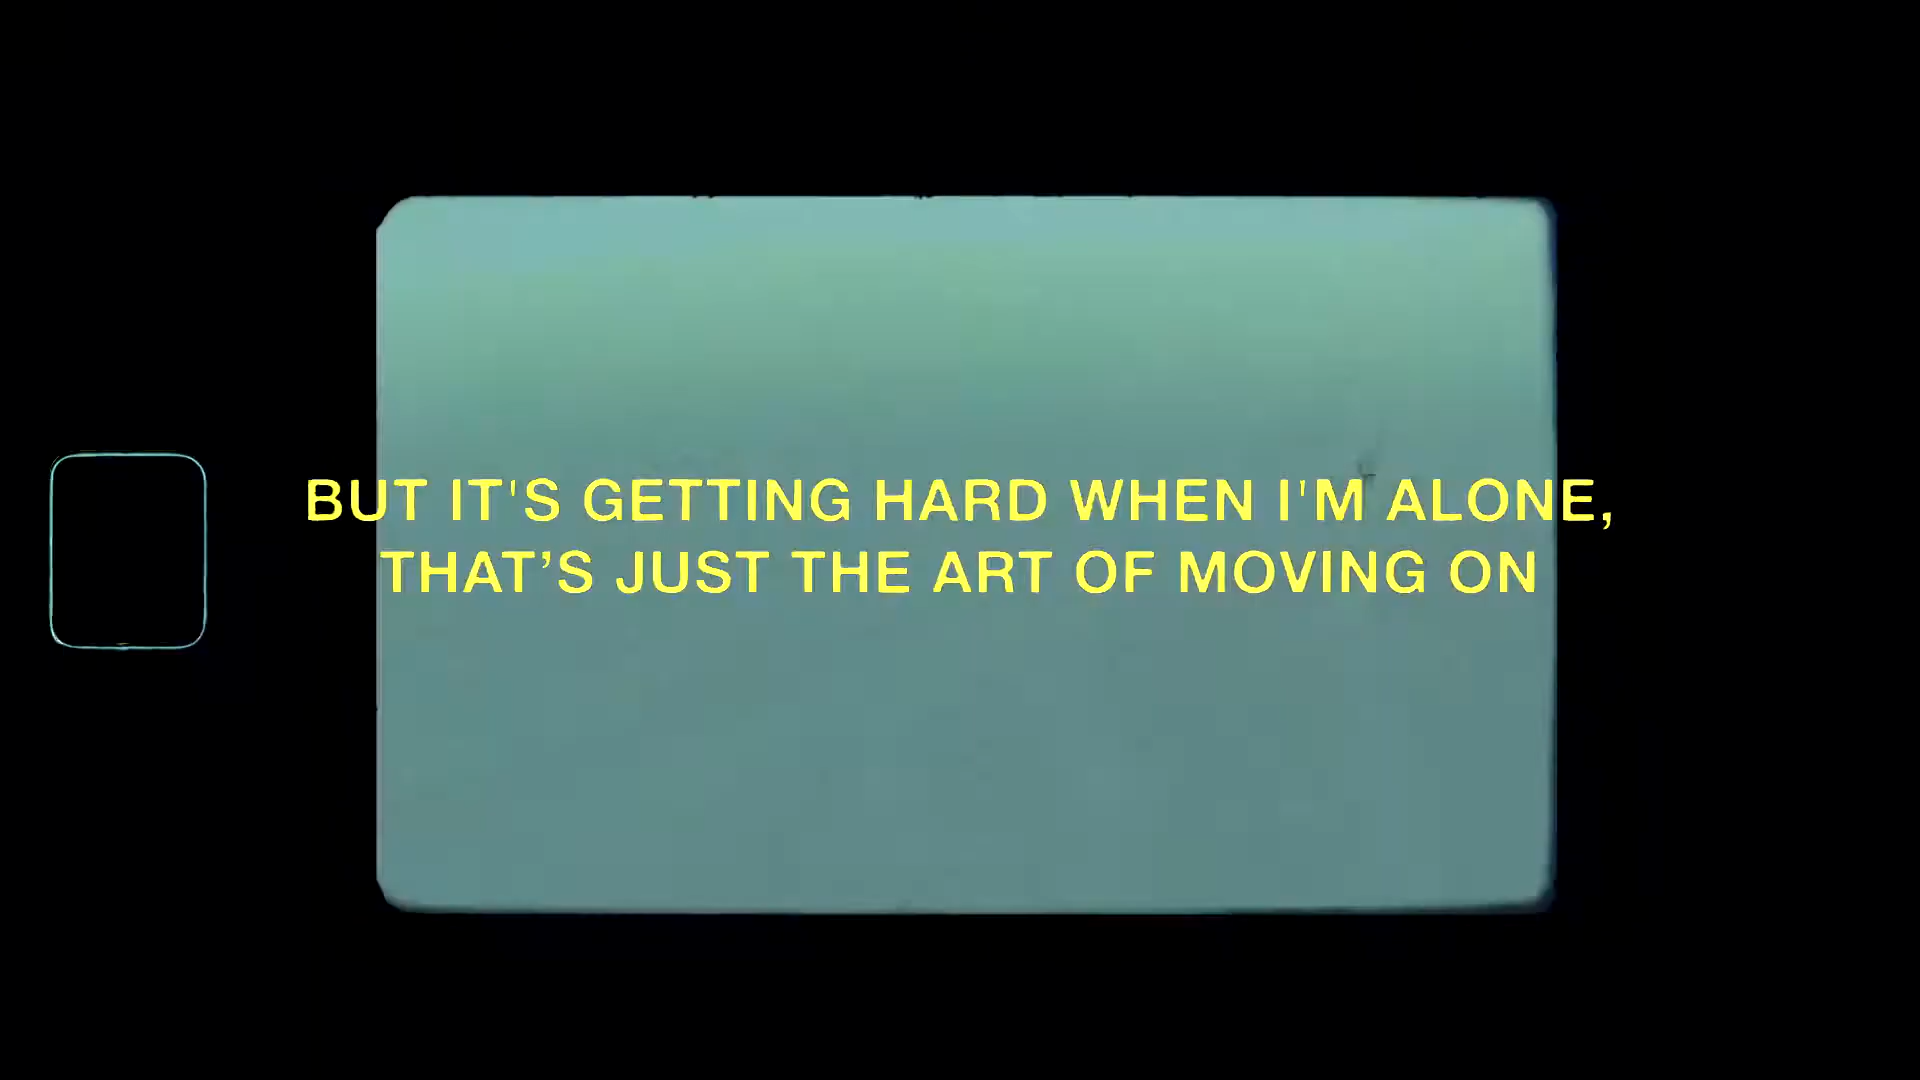 BUT IT'S GETTING HARD WHEN I'M ALONE,
THAT’S JUST THE ART OF MOVING ON